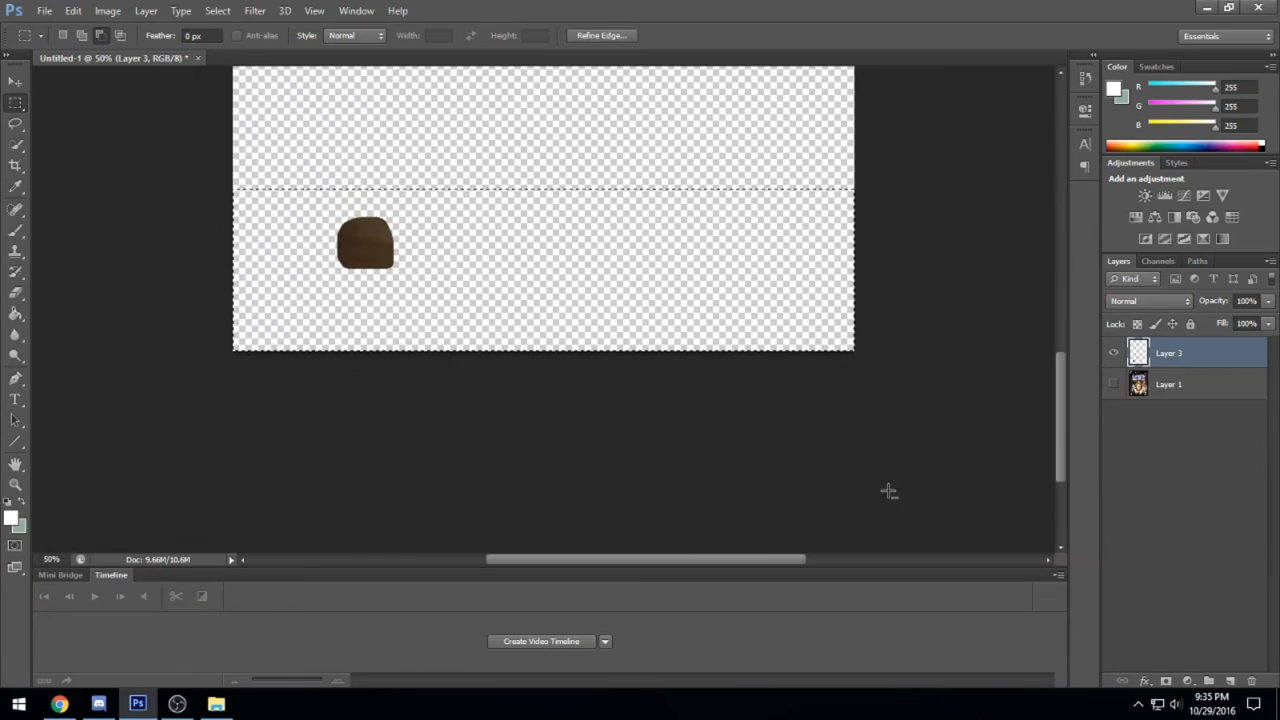 Ps File Edit Image Layer Type Select Filter 3D View Window Help
Feather: 0 px Anti-alias Style: Normal Width: Height: Refine Edge... Essentials
Untitled-1 @ 50% (Layer 3, RGB/8) * ×
Color Swatches
R 255
G 255
B 255
Adjustments Styles
Add an adjustment
Layers Channels Paths
Kind
Normal Opacity: 100%
Lock: Fill: 100%
Layer 3
Layer 1
50% Doc: 9.66M/10.6M
Mini Bridge Timeline
Create Video Timeline
Ps
9:35 PM
10/29/2016